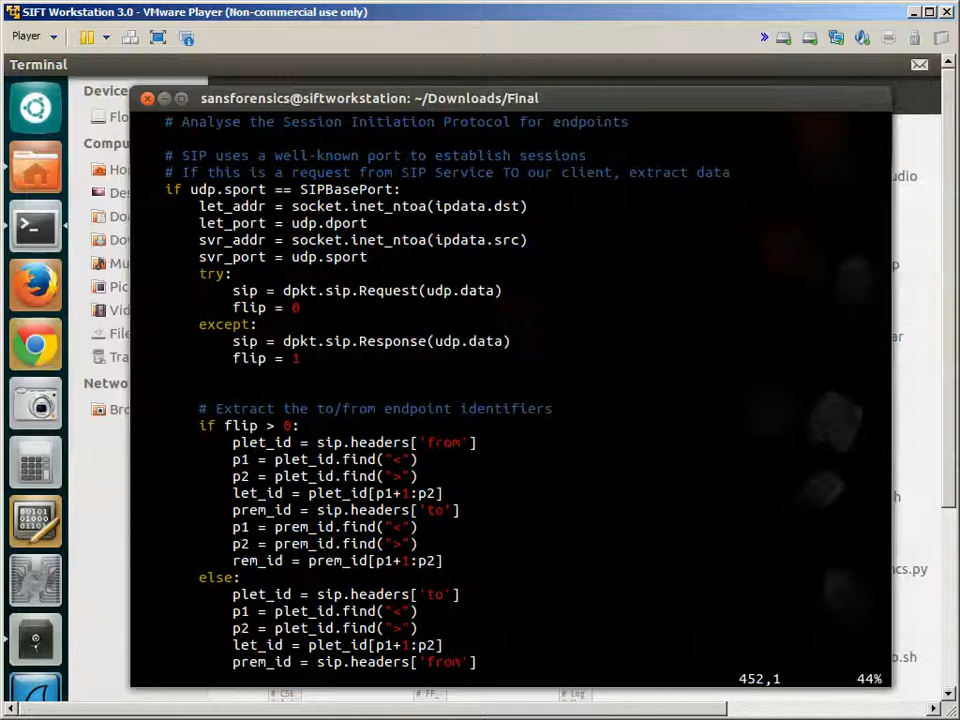 SIFT Workstation 3.0 - VMware Player (Non-commercial use only)
Player
Terminal
Device
Flo
Compu
Ho
Des
Do
Do
Mu
Pic
Vid
File
Tra
Netwo
Bro
sansforensics@siftworkstation: ~/Downloads/Final
# Analyse the Session Initiation Protocol for endpoints
# SIP uses a well-known port to establish sessions
# If this is a request from SIP Service TO our client, extract data
if udp.sport == SIPBasePort:
    let_addr = socket.inet_ntoa(ipdata.dst)
    let_port = udp.dport
    svr_addr = socket.inet_ntoa(ipdata.src)
    svr_port = udp.sport
    try:
        sip = dpkt.sip.Request(udp.data)
        flip = 0
    except:
        sip = dpkt.sip.Response(udp.data)
        flip = 1
    # Extract the to/from endpoint identifiers
    if flip > 0:
        plet_id = sip.headers['from']
        p1 = plet_id.find("<")
        p2 = plet_id.find(">")
        let_id = plet_id[p1+1:p2]
        prem_id = sip.headers['to']
        p1 = prem_id.find("<")
        p2 = prem_id.find(">")
        rem_id = prem_id[p1+1:p2]
    else:
        plet_id = sip.headers['to']
        p1 = plet_id.find("<")
        p2 = plet_id.find(">")
        let_id = plet_id[p1+1:p2]
        prem_id = sip.headers['from']
452,1
44%
udio
p
ar
h
ncs.py
b.sh
# C56
# FF_
# Log